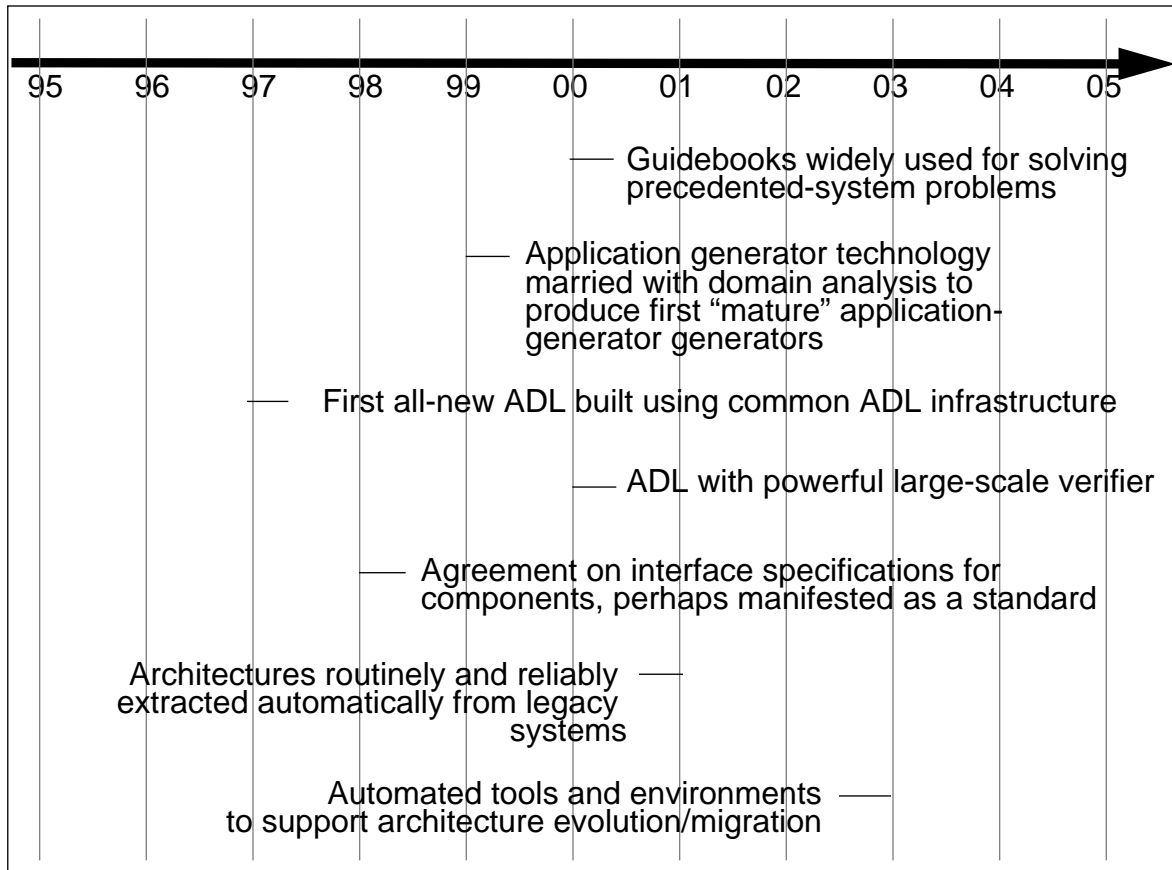 95 96 97 98 99 00 01 02 03 04 05
Guidebooks widely used for solving
precedented-system problems
Application generator technology
married with domain analysis to
produce first “mature” application-
generator generators
First all-new ADL built using common ADL infrastructure
ADL with powerful large-scale verifier
Agreement on interface specifications for
components, perhaps manifested as a standard
Architectures routinely and reliably
extracted automatically from legacy
systems
Automated tools and environments
to support architecture evolution/migration